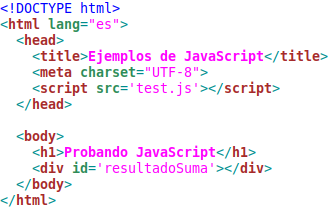 <!DOCTYPE html>
<html lang="es">
  <head>
    <title>Ejemplos de JavaScript</title>
    <meta charset="UTF-8">
    <script src='test.js'></script>
  </head>

  <body>
    <h1>Probando JavaScript</h1>
    <div id='resultadoSuma'></div>
  </body>
</html>